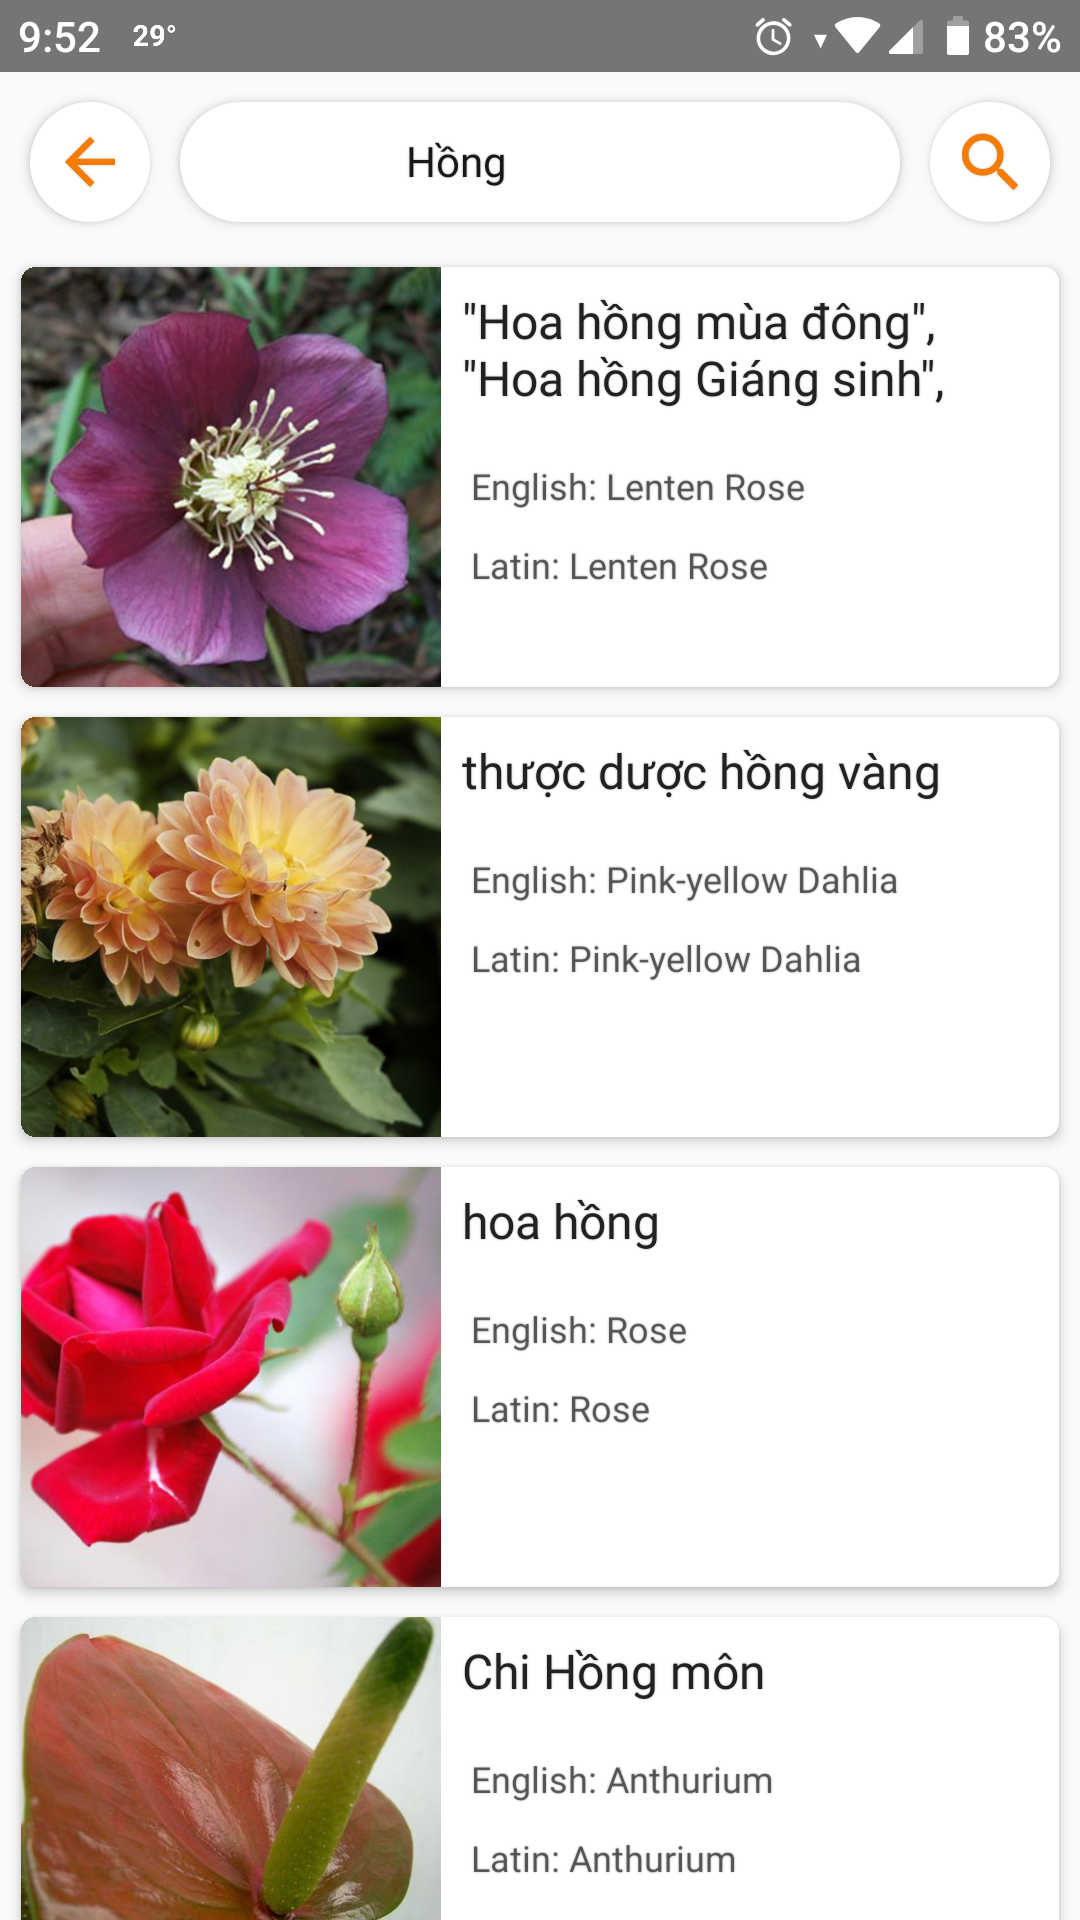 9:52 29° 83%
Hồng
"Hoa hồng mùa đông",
"Hoa hồng Giáng sinh",
English: Lenten Rose
Latin: Lenten Rose
thược dược hồng vàng
English: Pink-yellow Dahlia
Latin: Pink-yellow Dahlia
hoa hồng
English: Rose
Latin: Rose
Chi Hồng môn
English: Anthurium
Latin: Anthurium